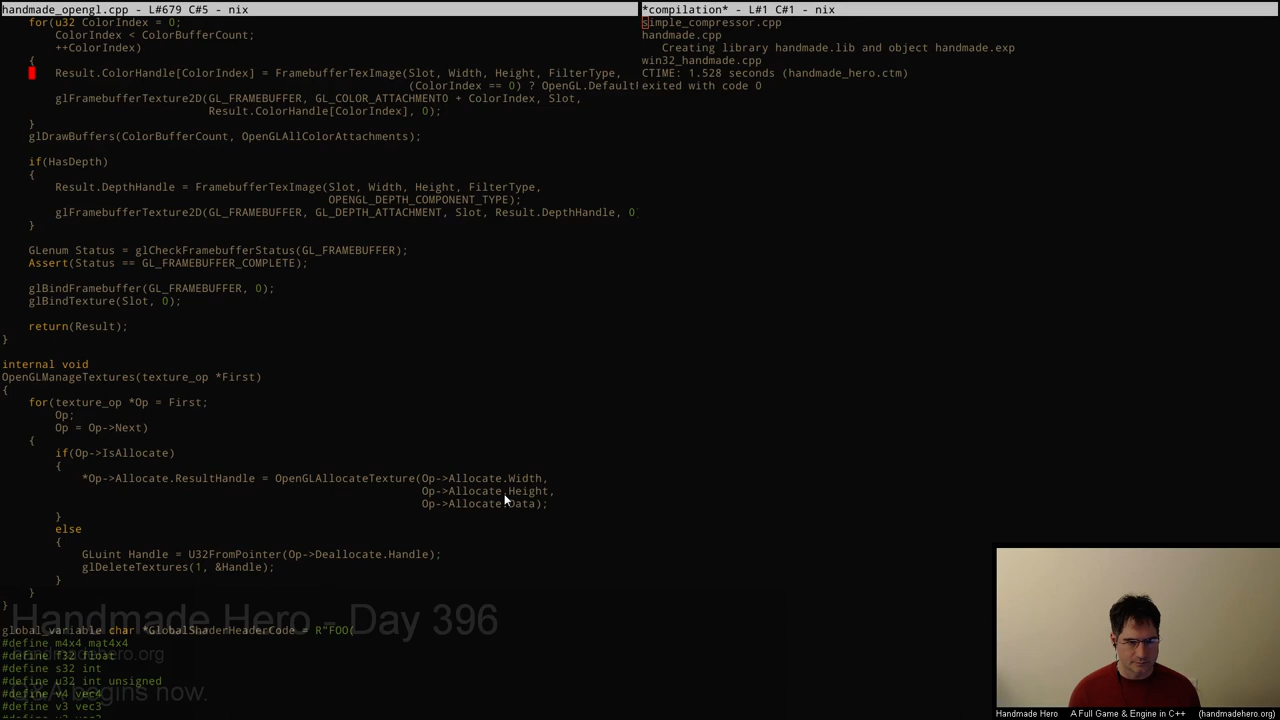 handmade_opengl.cpp - L#679 C#5 - nix
    for(u32 ColorIndex = 0;
        ColorIndex < ColorBufferCount;
        ++ColorIndex)
    {
        Result.ColorHandle[ColorIndex] = FramebufferTexImage(Slot, Width, Height, FilterType,
                                                             (ColorIndex == 0) ? OpenGL.Default
        glFramebufferTexture2D(GL_FRAMEBUFFER, GL_COLOR_ATTACHMENT0 + ColorIndex, Slot,
                               Result.ColorHandle[ColorIndex], 0);
    }
    glDrawBuffers(ColorBufferCount, OpenGLAllColorAttachments);
    if(HasDepth)
    {
        Result.DepthHandle = FramebufferTexImage(Slot, Width, Height, FilterType,
                                                 OPENGL_DEPTH_COMPONENT_TYPE);
        glFramebufferTexture2D(GL_FRAMEBUFFER, GL_DEPTH_ATTACHMENT, Slot, Result.DepthHandle, 0
    }
    GLenum Status = glCheckFramebufferStatus(GL_FRAMEBUFFER);
    Assert(Status == GL_FRAMEBUFFER_COMPLETE);
    glBindFramebuffer(GL_FRAMEBUFFER, 0);
    glBindTexture(Slot, 0);
    return(Result);
}
internal void
OpenGLManageTextures(texture_op *First)
{
    for(texture_op *Op = First;
        Op;
        Op = Op->Next)
    {
        if(Op->IsAllocate)
        {
            *Op->Allocate.ResultHandle = OpenGLAllocateTexture(Op->Allocate.Width,
                                                               Op->Allocate.Height,
                                                               Op->Allocate.Data);
        }
        else
        {
            GLuint Handle = U32FromPointer(Op->Deallocate.Handle);
            glDeleteTextures(1, &Handle);
        }
    }
}
global_variable char *GlobalShaderHeaderCode = R"FOO(
#define m4x4 mat4x4
#define f32 float
#define s32 int
#define u32 int unsigned
#define v4 vec4
#define v3 vec3
Handmade Hero - Day 396
handmadehero.org
Q&A begins now.
*compilation* - L#1 C#1 - nix
simple_compressor.cpp
handmade.cpp
   Creating library handmade.lib and object handmade.exp
win32_handmade.cpp
CTIME: 1.528 seconds (handmade_hero.ctm)
exited with code 0
Handmade Hero    A Full Game & Engine in C++    (handmadehero.org)